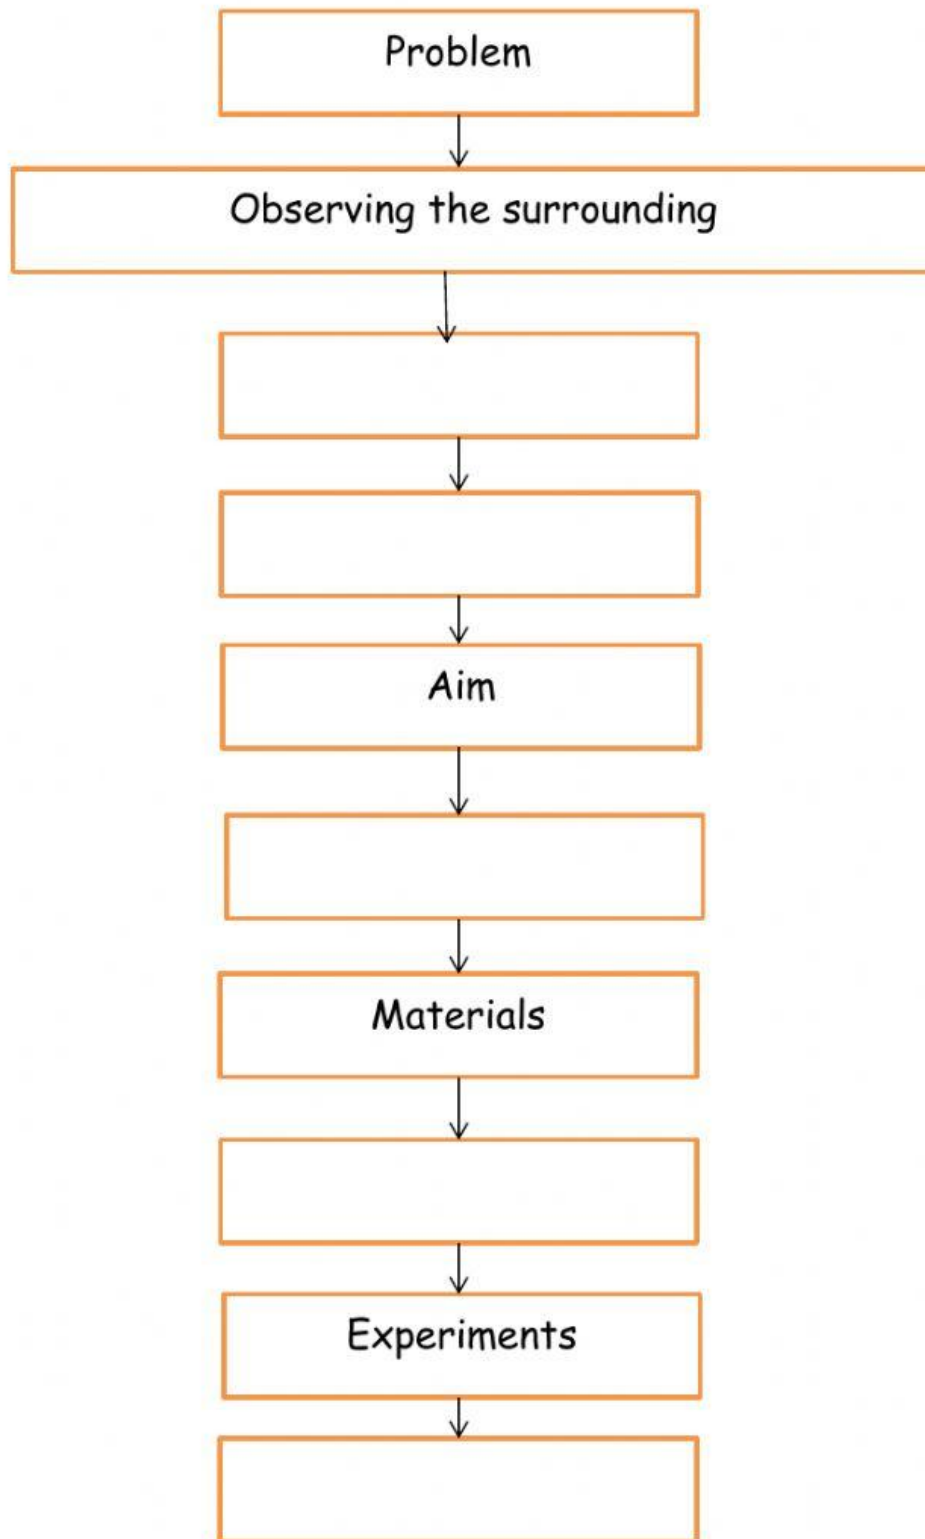 Problem
Observing the surrounding
Aim
Materials
Experiments